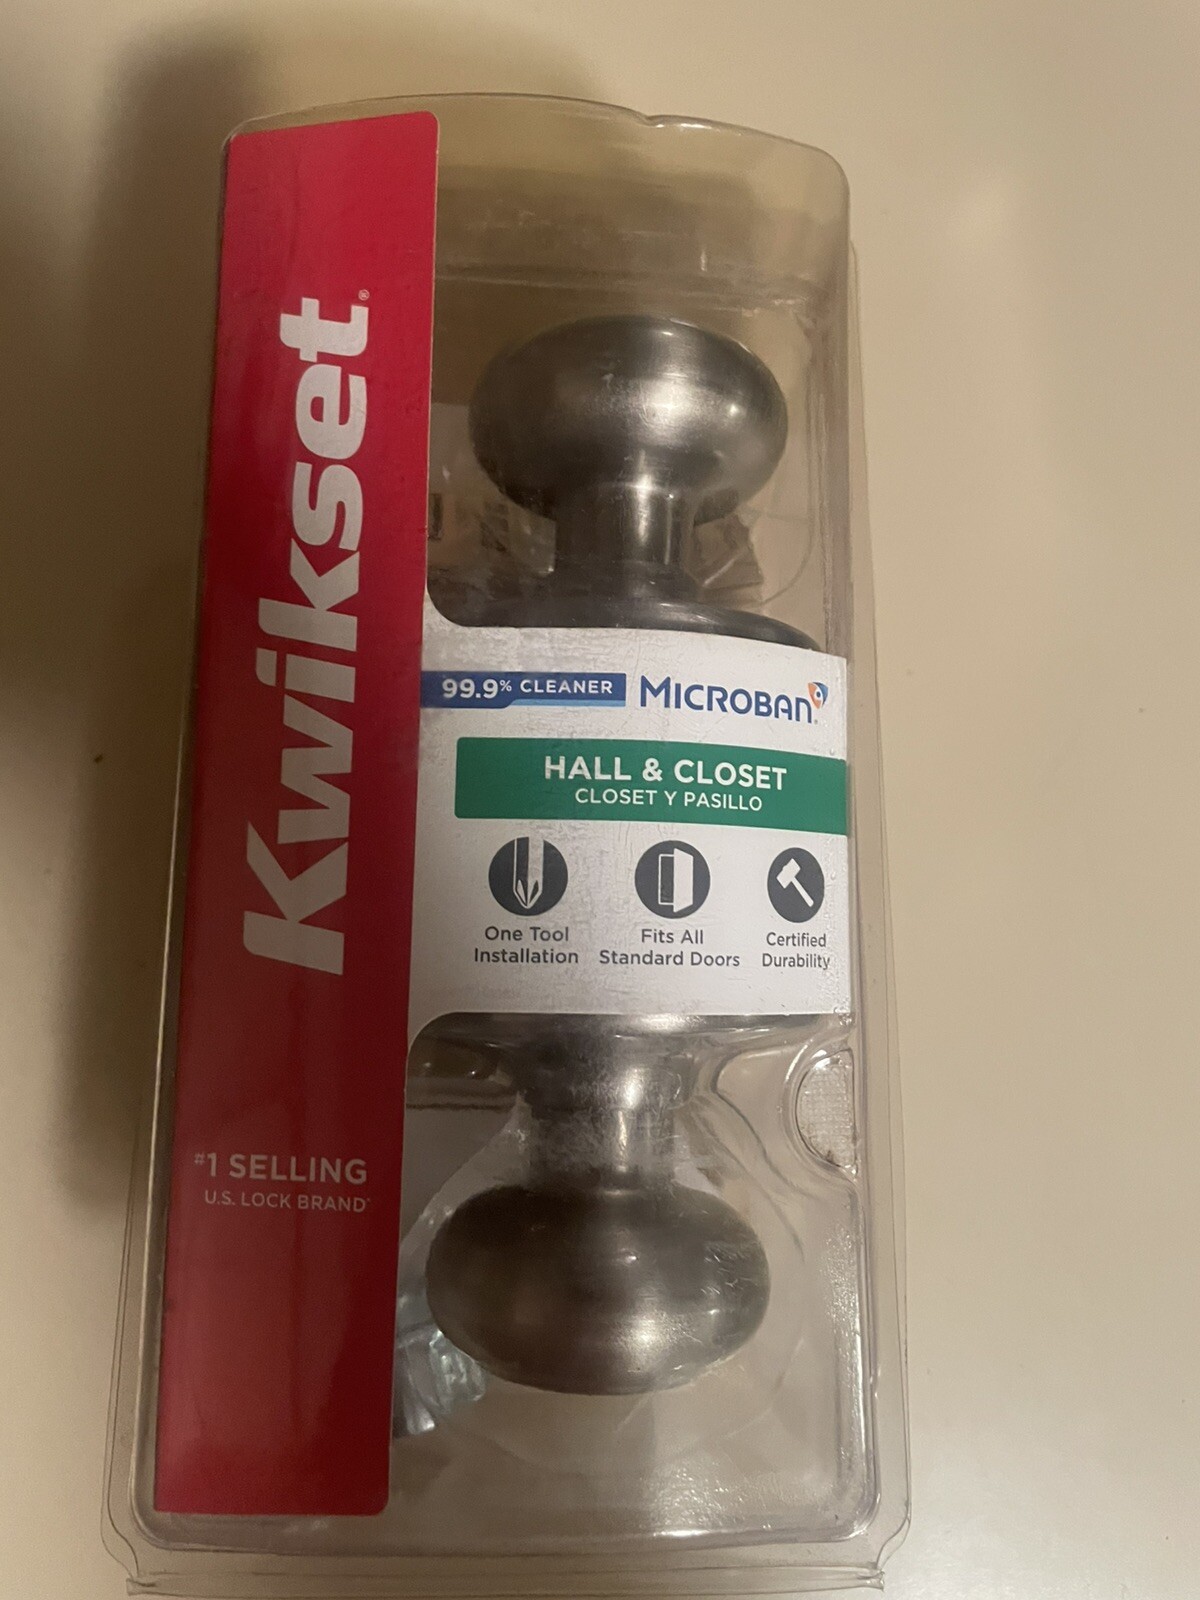 Kwikset®
99.9% CLEANER MICROBAN®
HALL & CLOSET
CLOSET Y PASILLO
One Tool
Installation
Fits All
Standard Doors
Certified
Durability
#1 SELLING
U.S. LOCK BRAND*